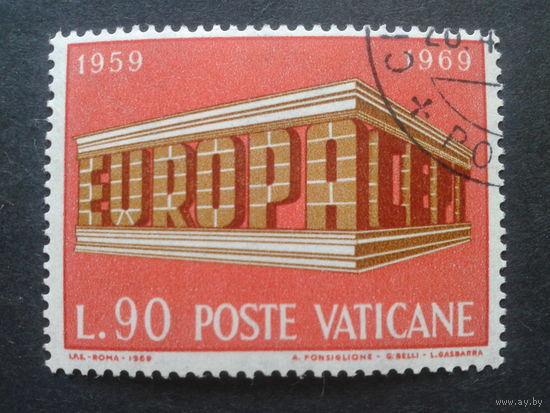 1959 1969
EUROPA CEPT
L.90 POSTE VATICANE
I.P.S. - ROMA - 1969 A. PONSIGLIONE - G. BELLI - L. GASBARRA
www.ay.by